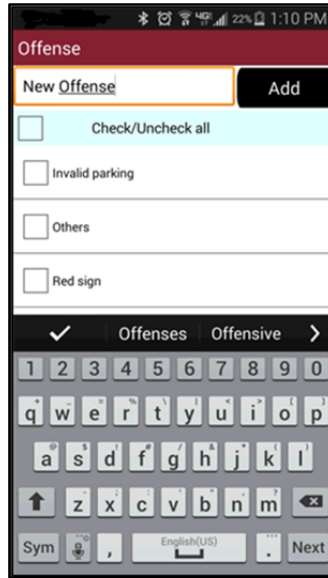 4G 22% 1:10 PM
Offense
New Offense Add
Check/Uncheck all
Invalid parking
Others
Red sign
Offenses Offensive
1 2 3 4 5 6 7 8 9 0
q w e r t y u i o p
a s d f g h j k l
z x c v b n m
Sym , English(US) . Next